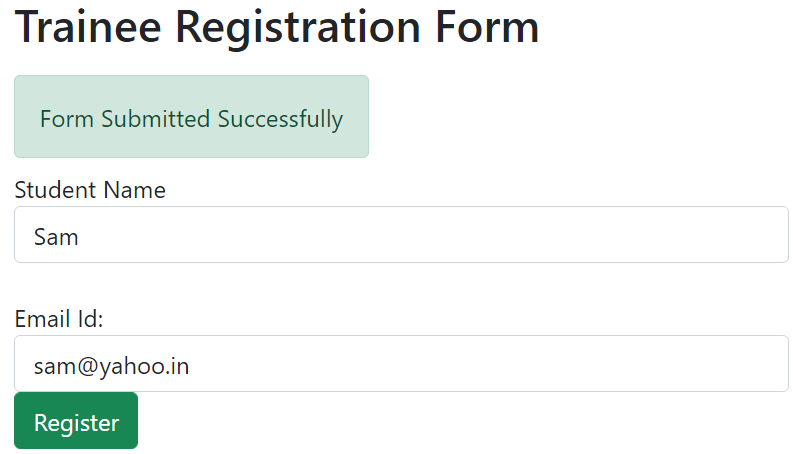 Trainee Registration Form
Form Submitted Successfully
Student Name
Sam
Email Id:
sam@yahoo.in
Register